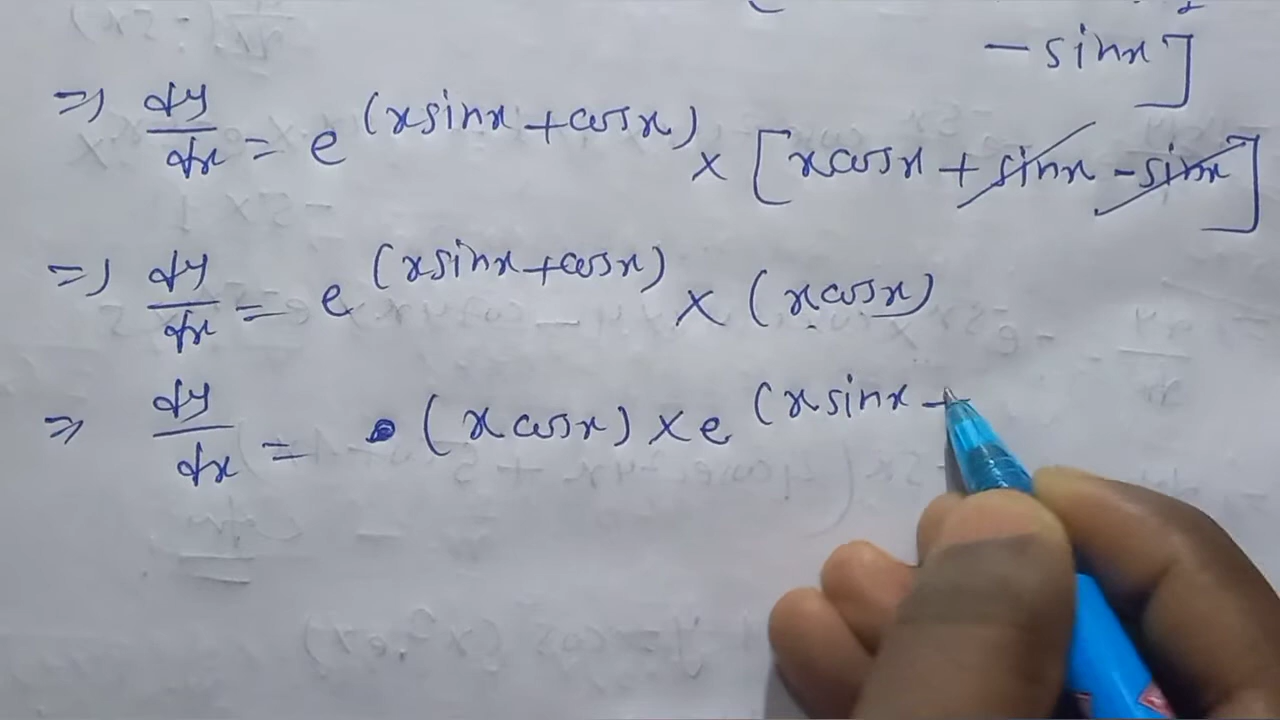 - sinx]
=> dy/dx = e^(xsinx + cosx) × [xcosx + sinx - sinx]
=> dy/dx = e^(xsinx + cosx) × (xcosx)
=> dy/dx = (xcosx) × e^(xsinx +